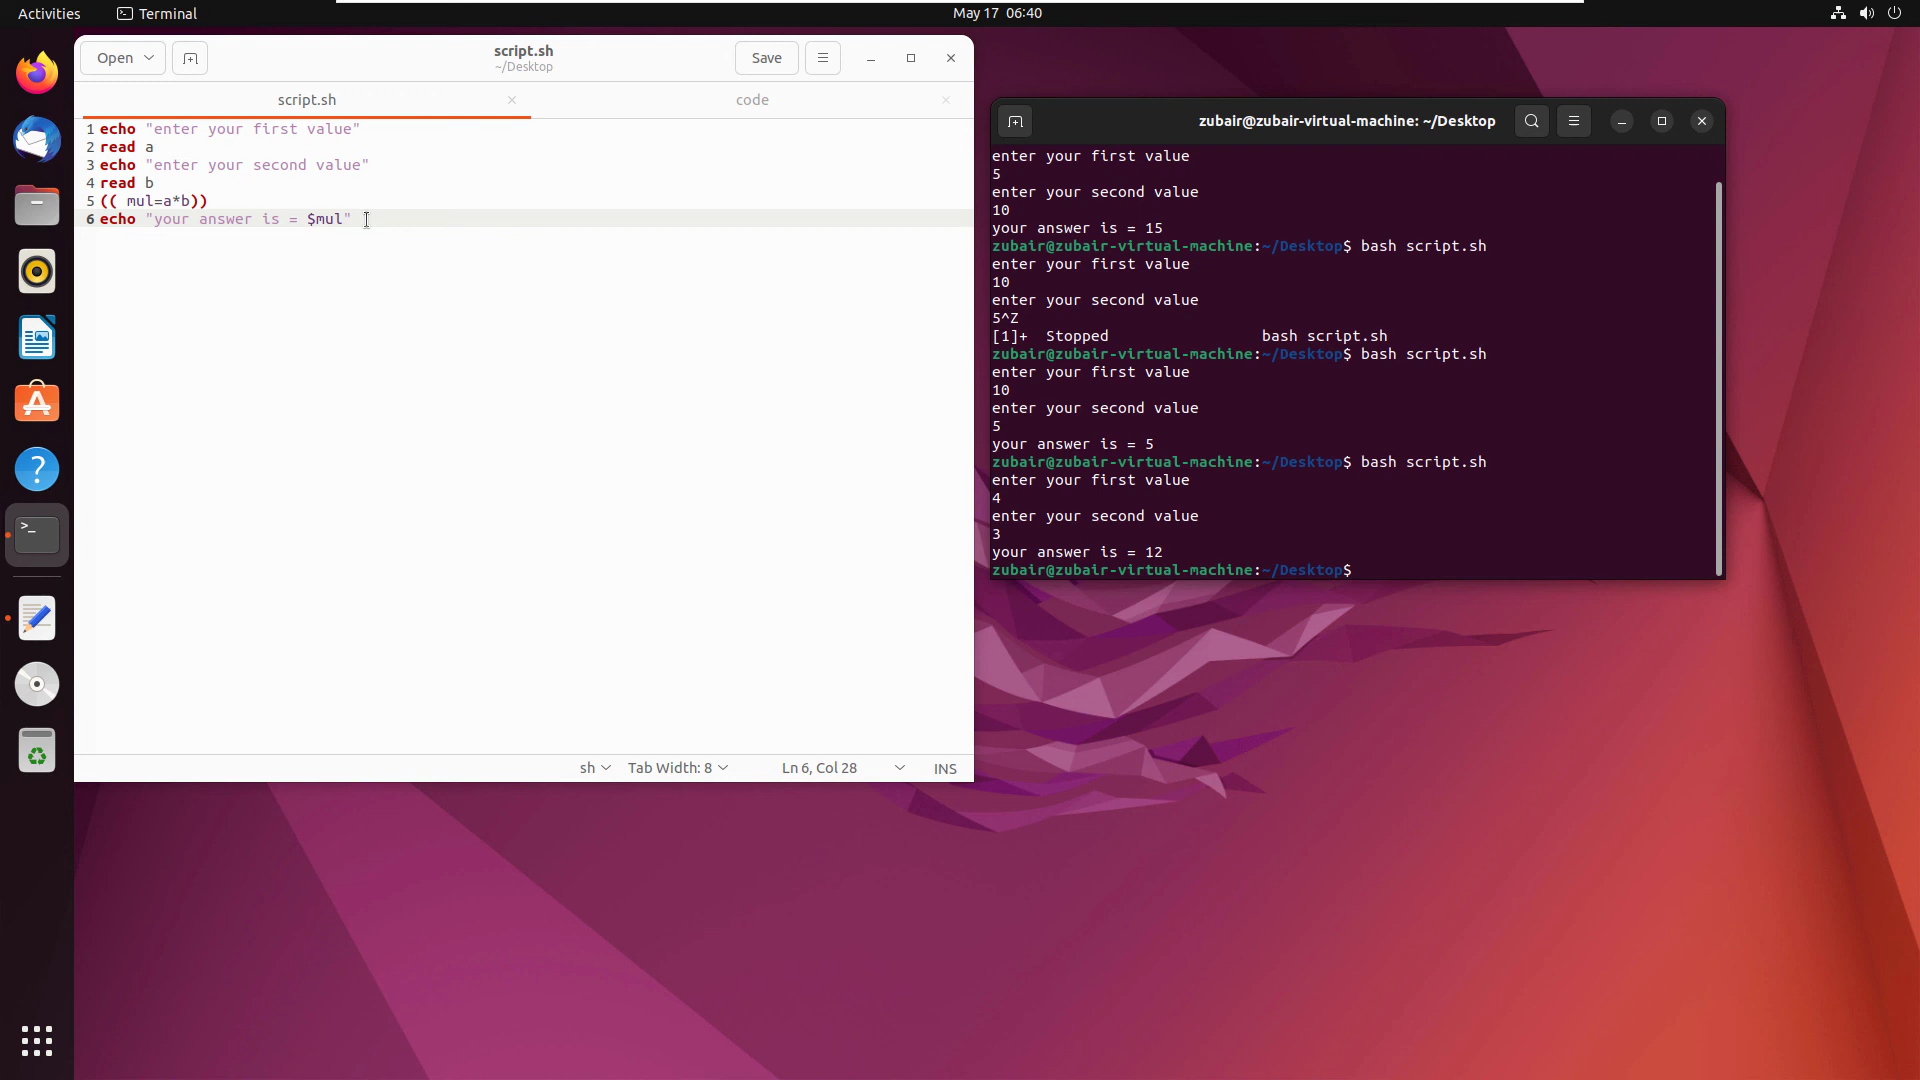 Activities
Terminal
May 17 06:40
Open
script.sh
~/Desktop
Save
script.sh
code
1 echo "enter your first value"
2 read a
3 echo "enter your second value"
4 read b
5 (( mul=a*b))
6 echo "your answer is = $mul"
sh
Tab Width: 8
Ln 6, Col 28
INS
zubair@zubair-virtual-machine: ~/Desktop
enter your first value
5
enter your second value
10
your answer is = 15
zubair@zubair-virtual-machine:~/Desktop$ bash script.sh
enter your first value
10
enter your second value
5^Z
[1]+  Stopped                 bash script.sh
zubair@zubair-virtual-machine:~/Desktop$ bash script.sh
enter your first value
10
enter your second value
5
your answer is = 5
zubair@zubair-virtual-machine:~/Desktop$ bash script.sh
enter your first value
4
enter your second value
3
your answer is = 12
zubair@zubair-virtual-machine:~/Desktop$